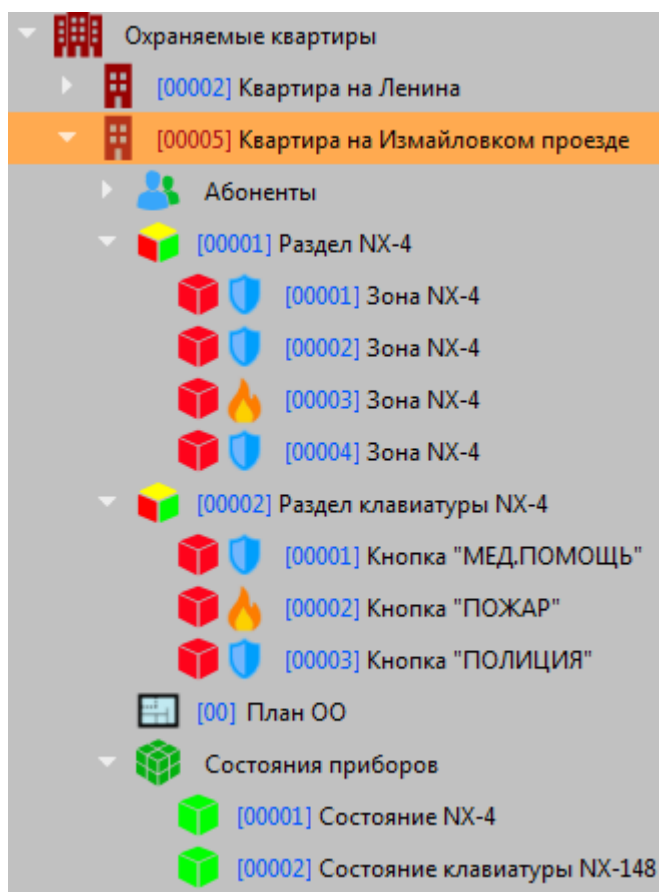 Охраняемые квартиры
[00002] Квартира на Ленина
[00005] Квартира на Измайловком проезде
Абоненты
[00001] Раздел NX-4
[00001] Зона NX-4
[00002] Зона NX-4
[00003] Зона NX-4
[00004] Зона NX-4
[00002] Раздел клавиатуры NX-4
[00001] Кнопка "МЕД.ПОМОЩЬ"
[00002] Кнопка "ПОЖАР"
[00003] Кнопка "ПОЛИЦИЯ"
[00] План ОО
Состояния приборов
[00001] Состояние NX-4
[00002] Состояние клавиатуры NX-148